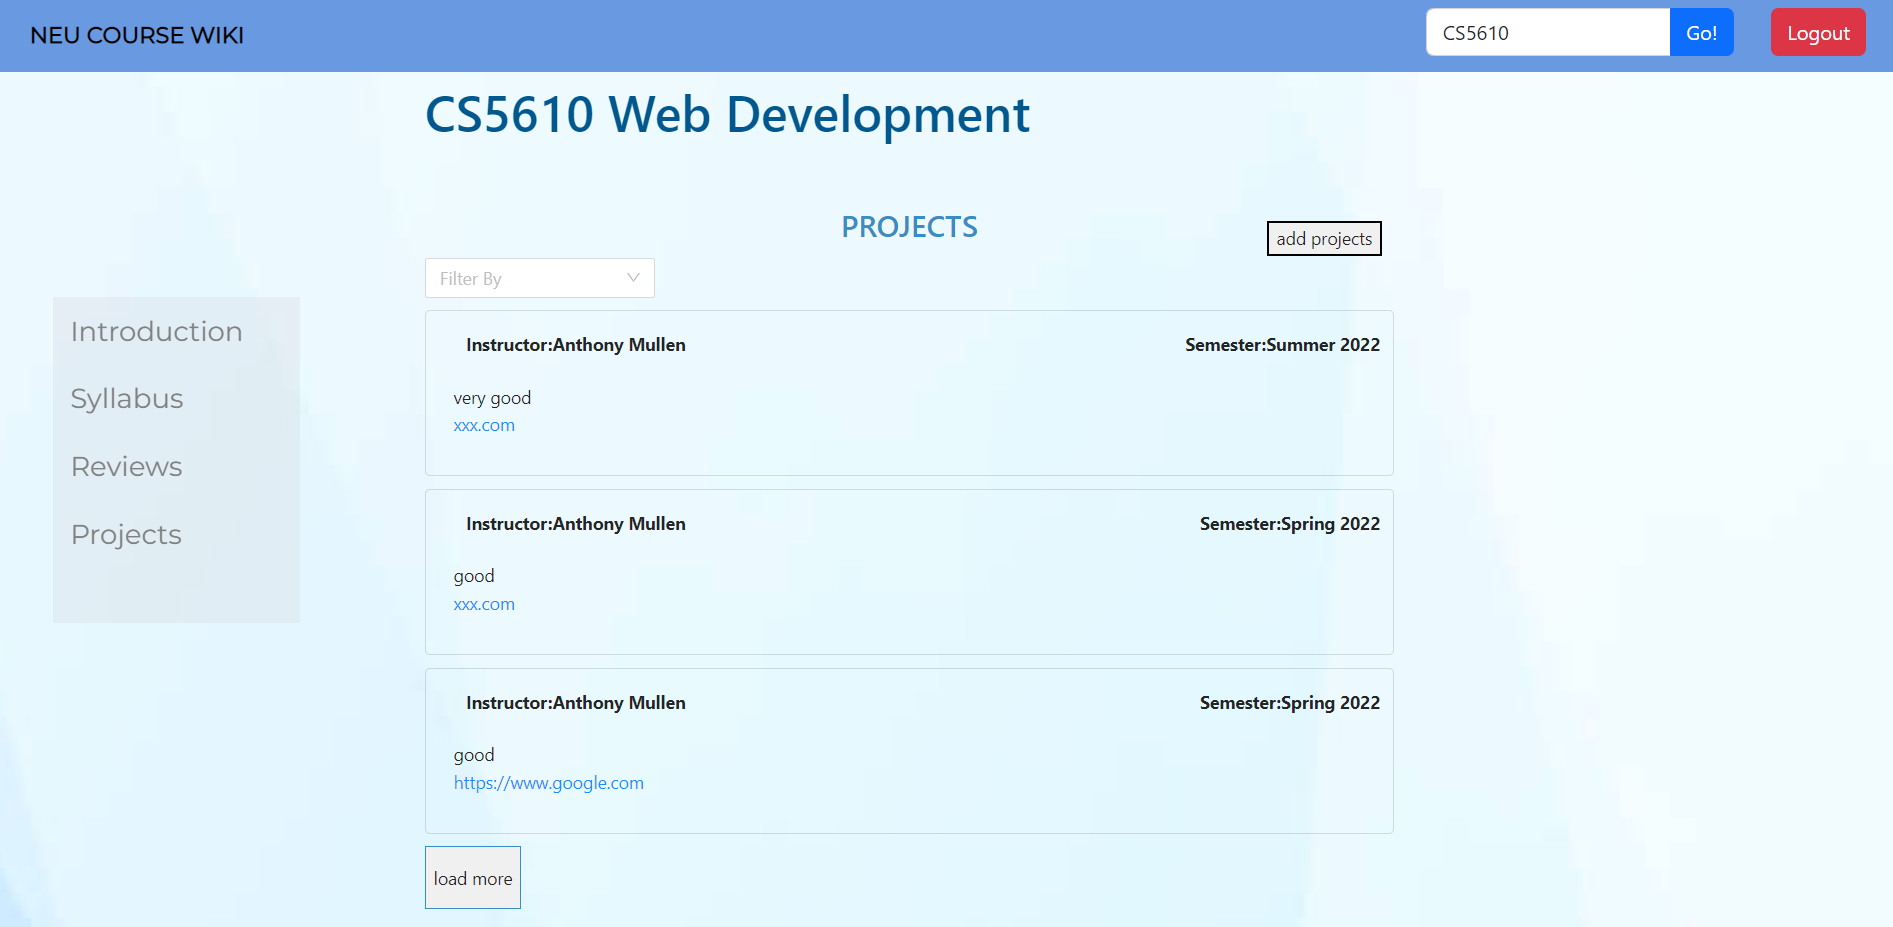 NEU COURSE WIKI
CS5610
Go!
Logout
CS5610 Web Development
PROJECTS
add projects
Filter By
Introduction
Syllabus
Reviews
Projects
Instructor:Anthony Mullen
Semester:Summer 2022
very good
xxx.com
Instructor:Anthony Mullen
Semester:Spring 2022
good
xxx.com
Instructor:Anthony Mullen
Semester:Spring 2022
good
https://www.google.com
load more